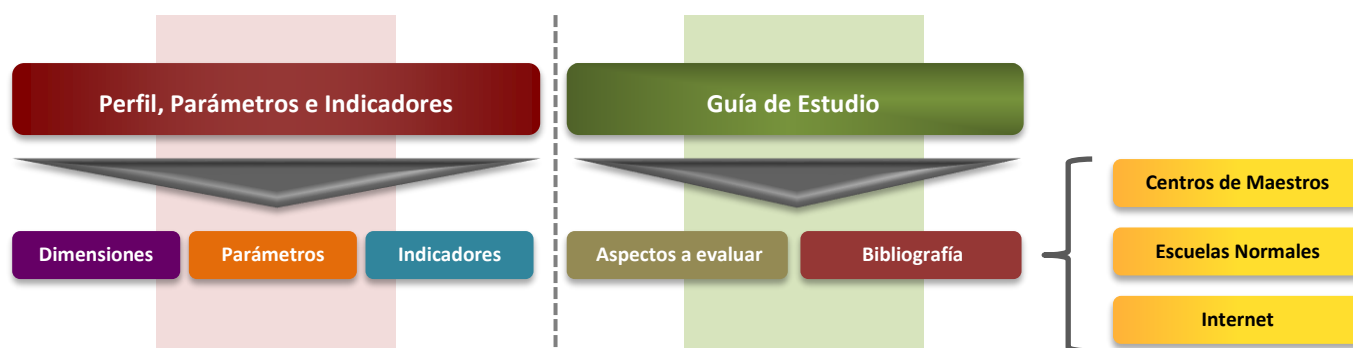 Perfil, Parámetros e Indicadores
Guía de Estudio
Dimensiones
Parámetros
Indicadores
Aspectos a evaluar
Bibliografía
Centros de Maestros
Escuelas Normales
Internet